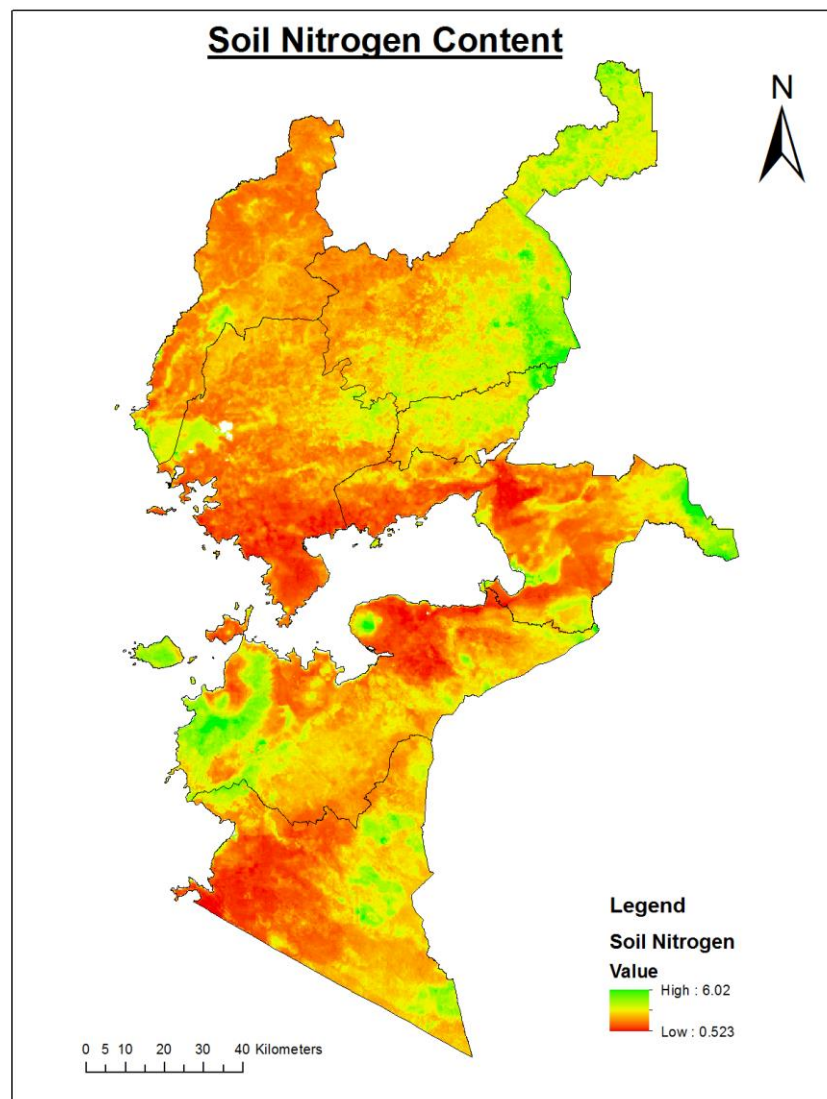 Soil Nitrogen Content
N
Legend
Soil Nitrogen
Value
High : 6.02
Low : 0.523
0 5 10 20 30 40 Kilometers